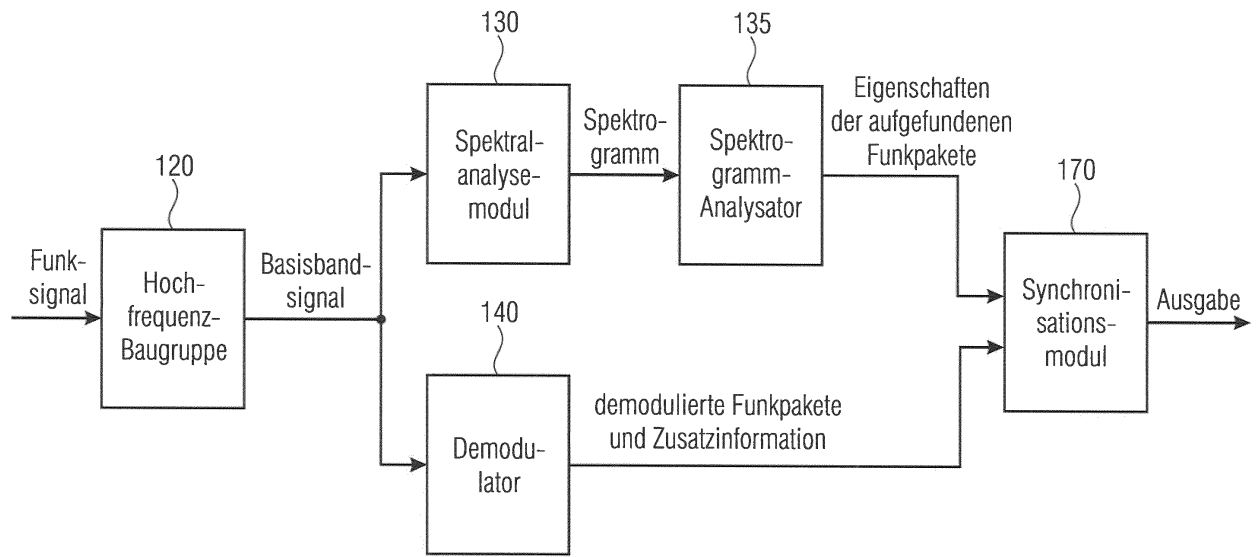 130
135
Eigenschaften
der aufgefundenen
Funkpakete
Spektral-
analyse-
modul
Spektro-
gramm
Spektro-
gramm-
Analysator
120
170
Funk-
signal
Hoch-
frequenz-
Baugruppe
Basisband-
signal
Synchroni-
sations-
modul
Ausgabe
140
Demodu-
lator
demodulierte Funkpakete
und Zusatzinformation